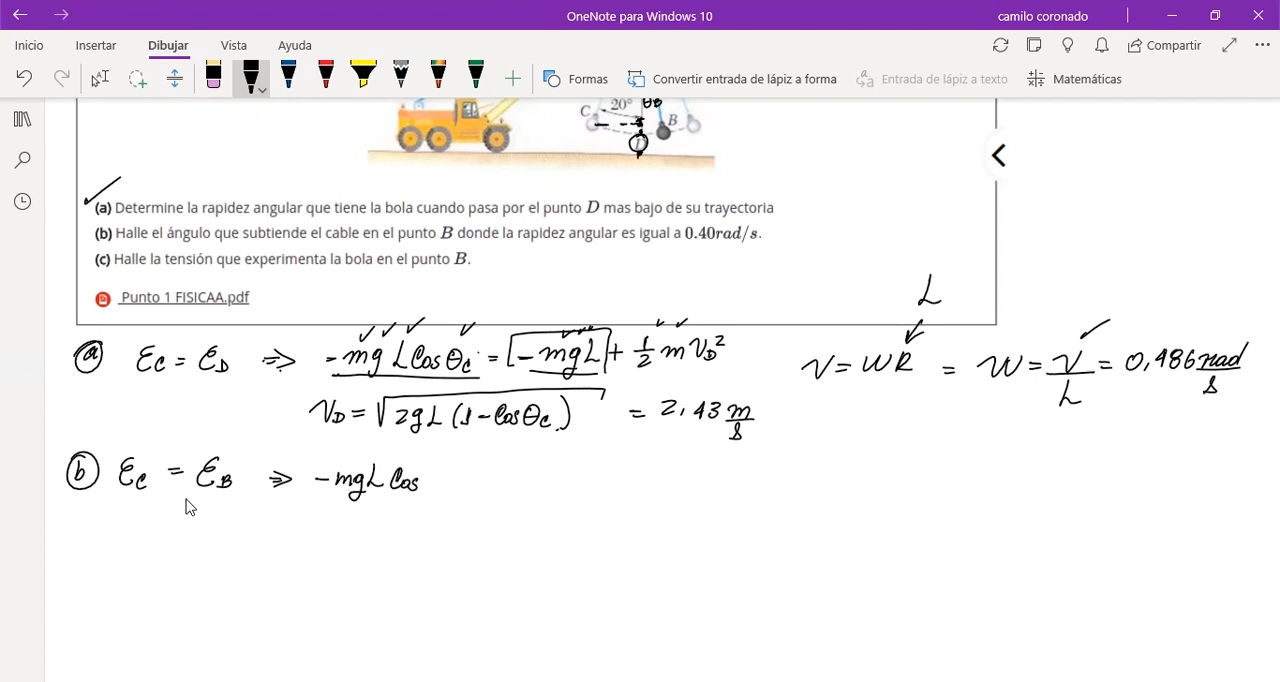 OneNote para Windows 10
camilo coronado
Inicio Insertar Dibujar Vista Ayuda
Compartir
Formas Convertir entrada de lápiz a forma Entrada de lápiz a texto Matemáticas
C 20° θB B
D
(a) Determine la rapidez angular que tiene la bola cuando pasa por el punto D mas bajo de su trayectoria
(b) Halle el ángulo que subtiende el cable en el punto B donde la rapidez angular es igual a 0.40rad/s.
(c) Halle la tensión que experimenta la bola en el punto B.
Punto 1 FISICAA.pdf
L
ⓐ EC = ED ⇒ -mgLCosθC = [-mgL] + 1/2 mVD² V = WR = W = V/L = 0,486 rad/s
VD = √2gL(1-CosθC) = 2,43 m/s
ⓑ EC = EB ⇒ -mgL Cos